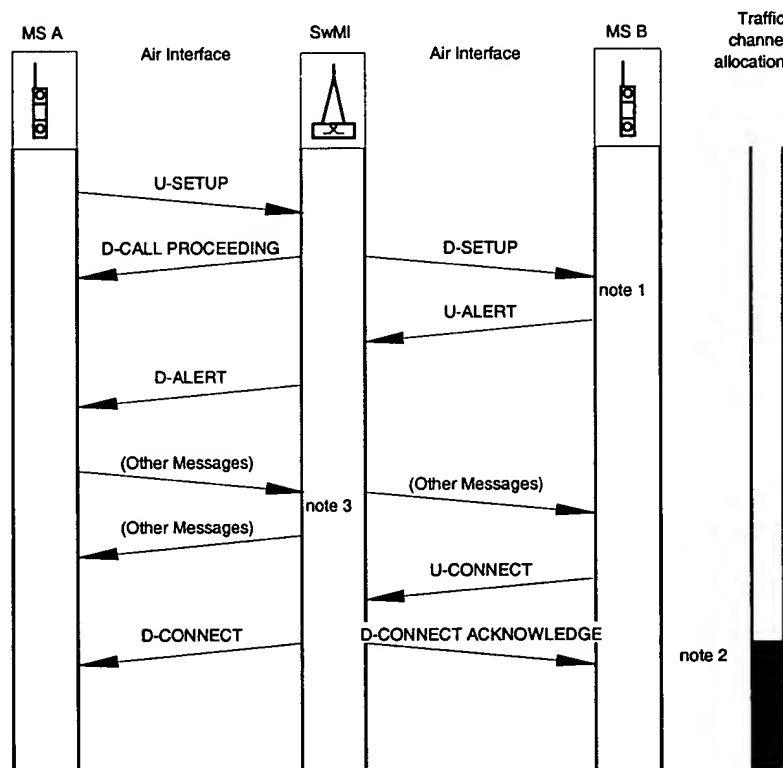 MS A
Air Interface
SwMI
Air Interface
MS B
Traffic
channe
allocation
U-SETUP
D-CALL PROCEEDING
D-SETUP
note 1
U-ALERT
D-ALERT
(Other Messages)
(Other Messages)
note 3
(Other Messages)
U-CONNECT
D-CONNECT
D-CONNECT ACKNOWLEDGE
note 2